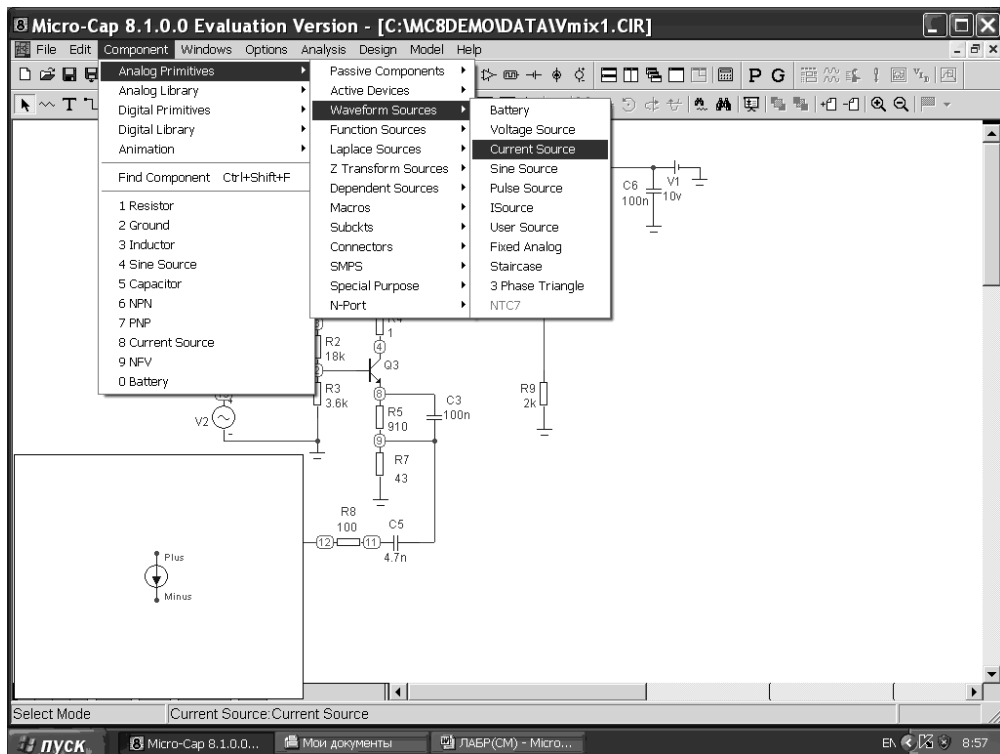 Micro-Cap 8.1.0.0 Evaluation Version - [C:\MC8DEMO\DATA\Vmix1.CIR]
File Edit Component Windows Options Analysis Design Model Help
P G
T
Analog Primitives
Analog Library
Digital Primitives
Digital Library
Animation
Find Component Ctrl+Shift+F
1 Resistor
2 Ground
3 Inductor
4 Sine Source
5 Capacitor
6 NPN
7 PNP
8 Current Source
9 NFV
0 Battery
Passive Components
Active Devices
Waveform Sources
Function Sources
Laplace Sources
Z Transform Sources
Dependent Sources
Macros
Subckts
Connectors
SMPS
Special Purpose
N-Port
Battery
Voltage Source
Current Source
Sine Source
Pulse Source
ISource
User Source
Fixed Analog
Staircase
3 Phase Triangle
NTC7
C6
100n
V1
10v
1
R2
18k
4
Q3
R3
3.6k
8
C3
100n
R9
2k
V2
-
R5
910
9
R7
43
R8
100
C5
12
11
4.7n
Plus
Minus
Select Mode
Current Source:Current Source
пуск
Micro-Cap 8.1.0.0...
Мои документы
ЛАБР(СМ) - Micro...
EN
8:57